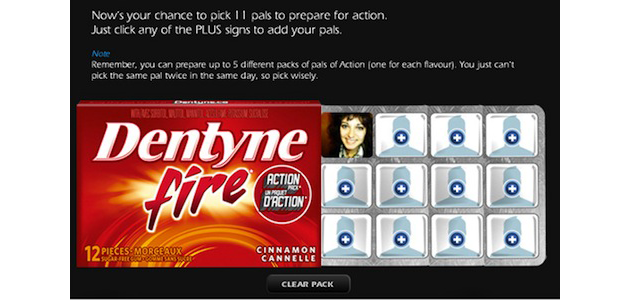 Now's your chance to pick 11 pals to prepare for action.
Just click any of the PLUS signs to add your pals.
Note
Remember, you can prepare up to 5 different packs of pals of Action (one for each flavour). You just can't
pick the same pal twice in the same day, so pick wisely.
Dentyne
fire
ACTION
PACK
UN PAQUET
D'ACTION
12 PIECES-MORCEAUX
SUGAR FREE GUM-GOMME SANS SUCRE
CINNAMON
CANNELLE
CLEAR PACK